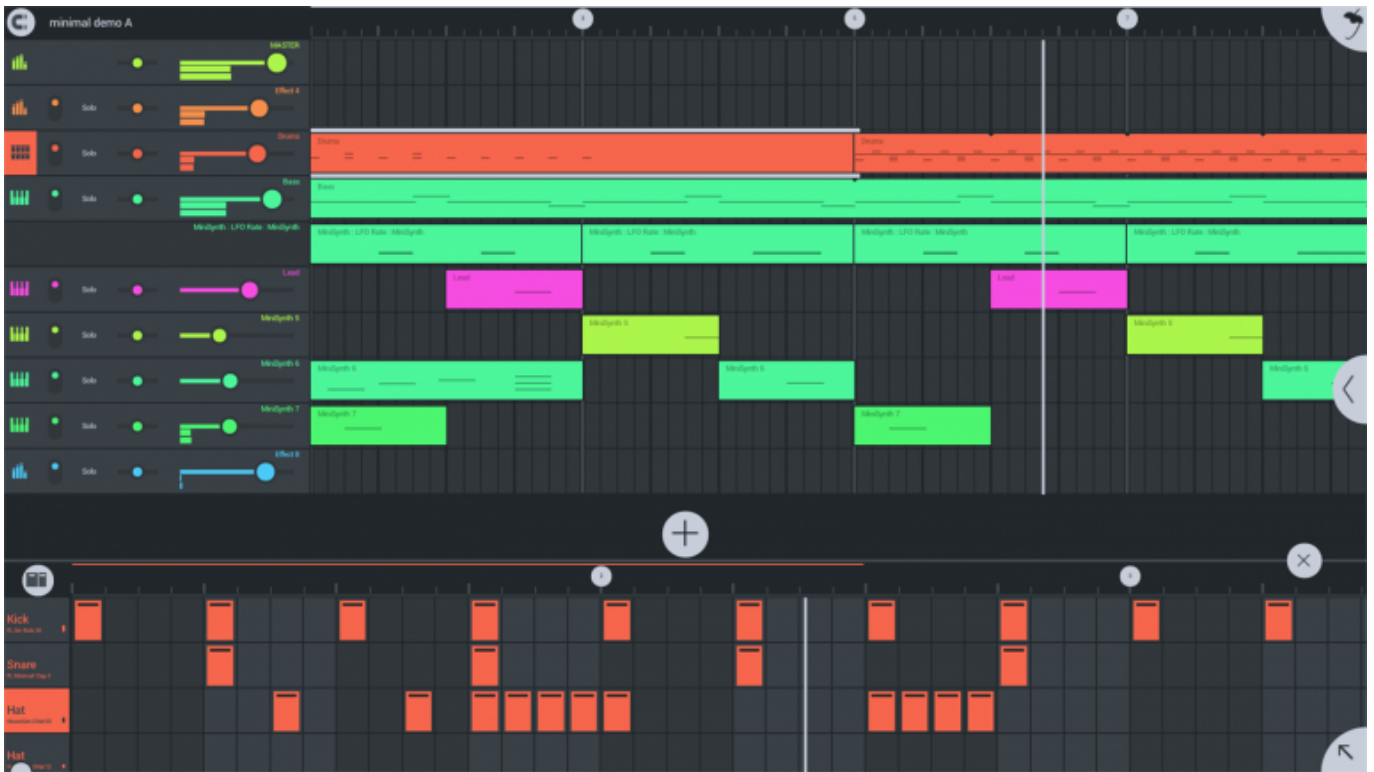 minimal demo A
MASTER
Effect 4
Solo
Drums
Solo
Drums
Drums
Bass
Solo
Bass
MiniSynth : LFO Rate : MiniSynth
MiniSynth : LFO Rate : MiniSynth
MiniSynth : LFO Rate : MiniSynth
MiniSynth : LFO Rate : MiniSynth
MiniSynth : LFO Rate : MiniSynth
Lead
Solo
Lead
Lead
MiniSynth 5
Solo
MiniSynth 5
MiniSynth 5
MiniSynth 6
Solo
MiniSynth 6
MiniSynth 6
MiniSynth 6
MiniSynth 7
Solo
MiniSynth 7
MiniSynth 7
Effect 8
Solo
Kick
Snare
Hat
Hat